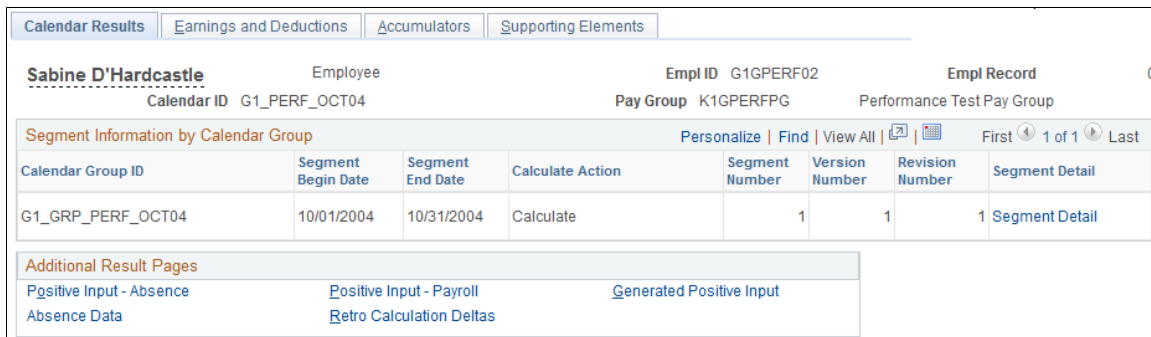 Calendar Results Earnings and Deductions Accumulators Supporting Elements
Sabine D'Hardcastle Employee Empl ID G1GPERF02 Empl Record
Calendar ID G1_PERF_OCT04 Pay Group K1GPERFPG Performance Test Pay Group
Segment Information by Calendar Group Personalize | Find | View All | | First 1 of 1 Last
Calendar Group ID Segment Begin Date Segment End Date Calculate Action Segment Number Version Number Revision Number Segment Detail
G1_GRP_PERF_OCT04 10/01/2004 10/31/2004 Calculate 1 1 1 Segment Detail
Additional Result Pages
Positive Input - Absence Positive Input - Payroll Generated Positive Input
Absence Data Retro Calculation Deltas